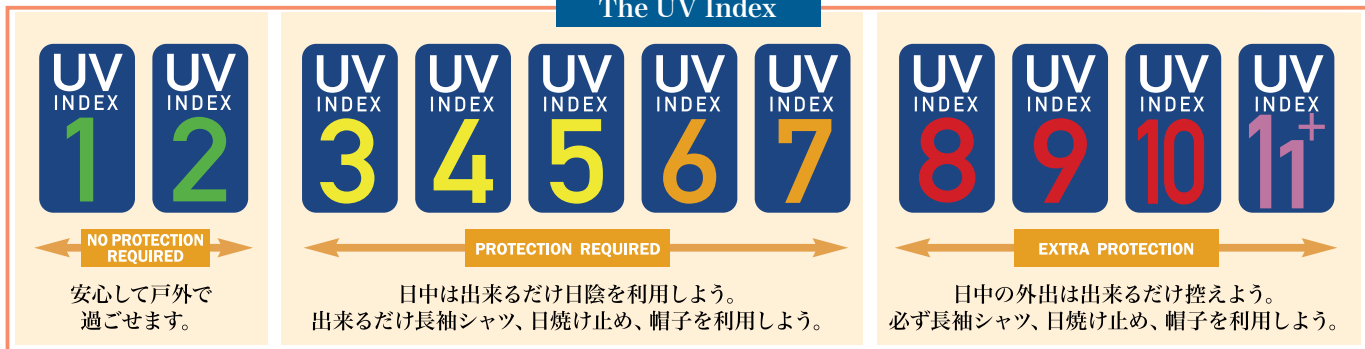 The UV Index
UV INDEX 1
UV INDEX 2
UV INDEX 3
UV INDEX 4
UV INDEX 5
UV INDEX 6
UV INDEX 7
UV INDEX 8
UV INDEX 9
UV INDEX 10
UV INDEX 11+
NO PROTECTION
REQUIRED
安心して戸外で
過ごせます。
PROTECTION REQUIRED
日中は出来るだけ日陰を利用しよう。
出来るだけ長袖シャツ、日焼け止め、帽子を利用しよう。
EXTRA PROTECTION
日中の外出は出来るだけ控えよう。
必ず長袖シャツ、日焼け止め、帽子を利用しよう。